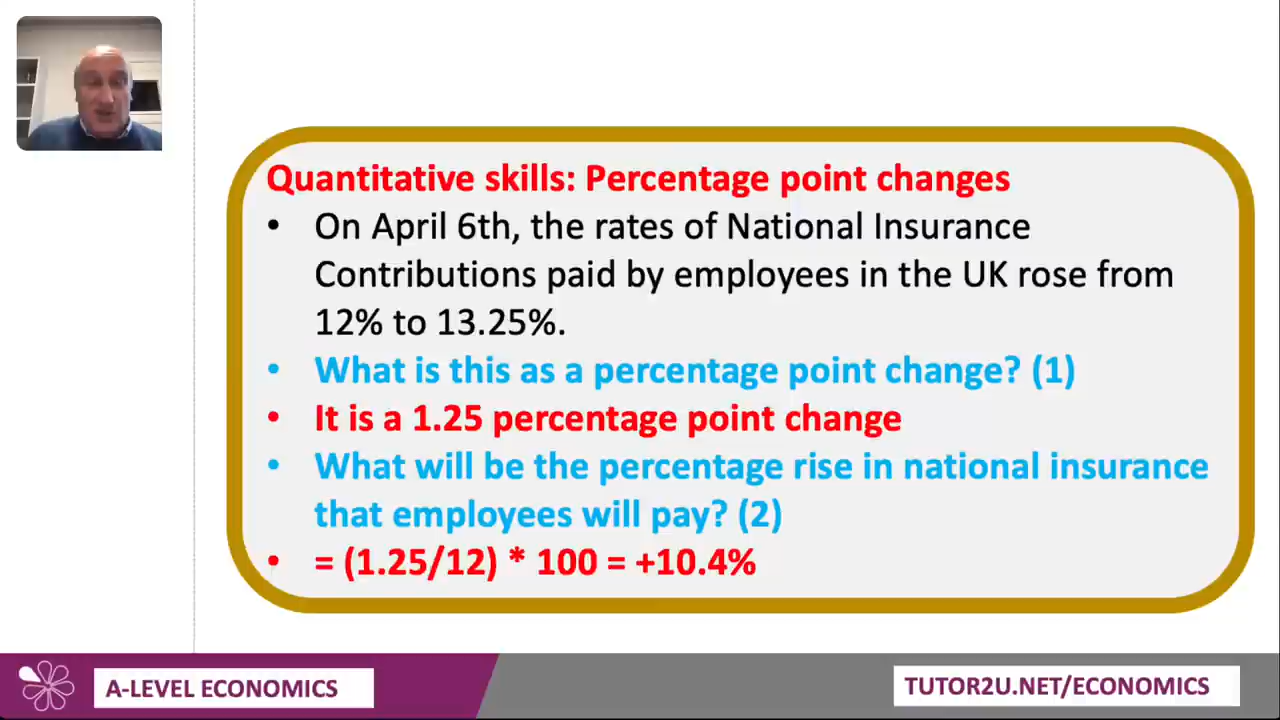 Quantitative skills: Percentage point changes
• On April 6th, the rates of National Insurance
Contributions paid by employees in the UK rose from
12% to 13.25%.
• What is this as a percentage point change? (1)
• It is a 1.25 percentage point change
• What will be the percentage rise in national insurance
that employees will pay? (2)
• = (1.25/12) * 100 = +10.4%
A-LEVEL ECONOMICS
TUTOR2U.NET/ECONOMICS